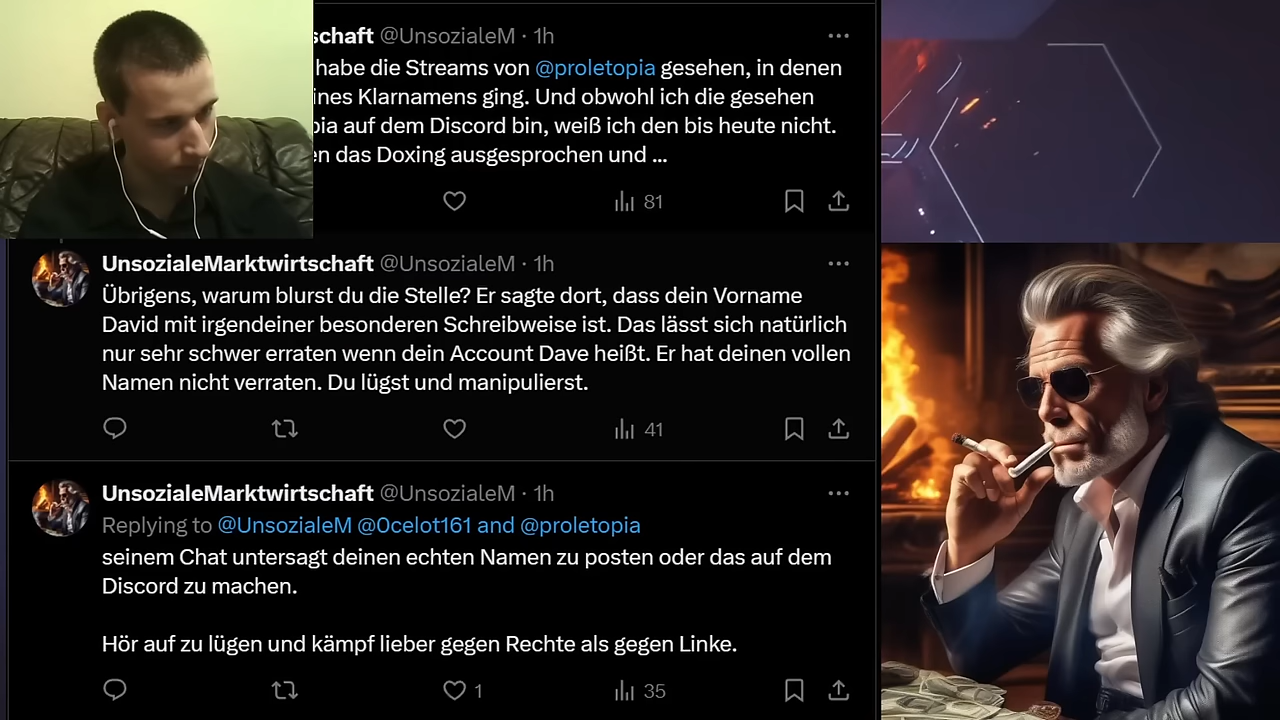 schaft @UnsozialeM · 1h
habe die Streams von @proletopia gesehen, in denen
ines Klarnamens ging. Und obwohl ich die gesehen
auf dem Discord bin, weiß ich den bis heute nicht.
das Doxing ausgesprochen und ...
81
UnsozialeMarktwirtschaft @UnsozialeM · 1h
Übrigens, warum blurst du die Stelle? Er sagte dort, dass dein Vorname
David mit irgendeiner besonderen Schreibweise ist. Das lässt sich natürlich
nur sehr schwer erraten wenn dein Account Dave heißt. Er hat deinen vollen
Namen nicht verraten. Du lügst und manipulierst.
41
UnsozialeMarktwirtschaft @UnsozialeM · 1h
Replying to @UnsozialeM @0celot161 and @proletopia
seinem Chat untersagt deinen echten Namen zu posten oder das auf dem
Discord zu machen.
Hör auf zu lügen und kämpf lieber gegen Rechte als gegen Linke.
1 35